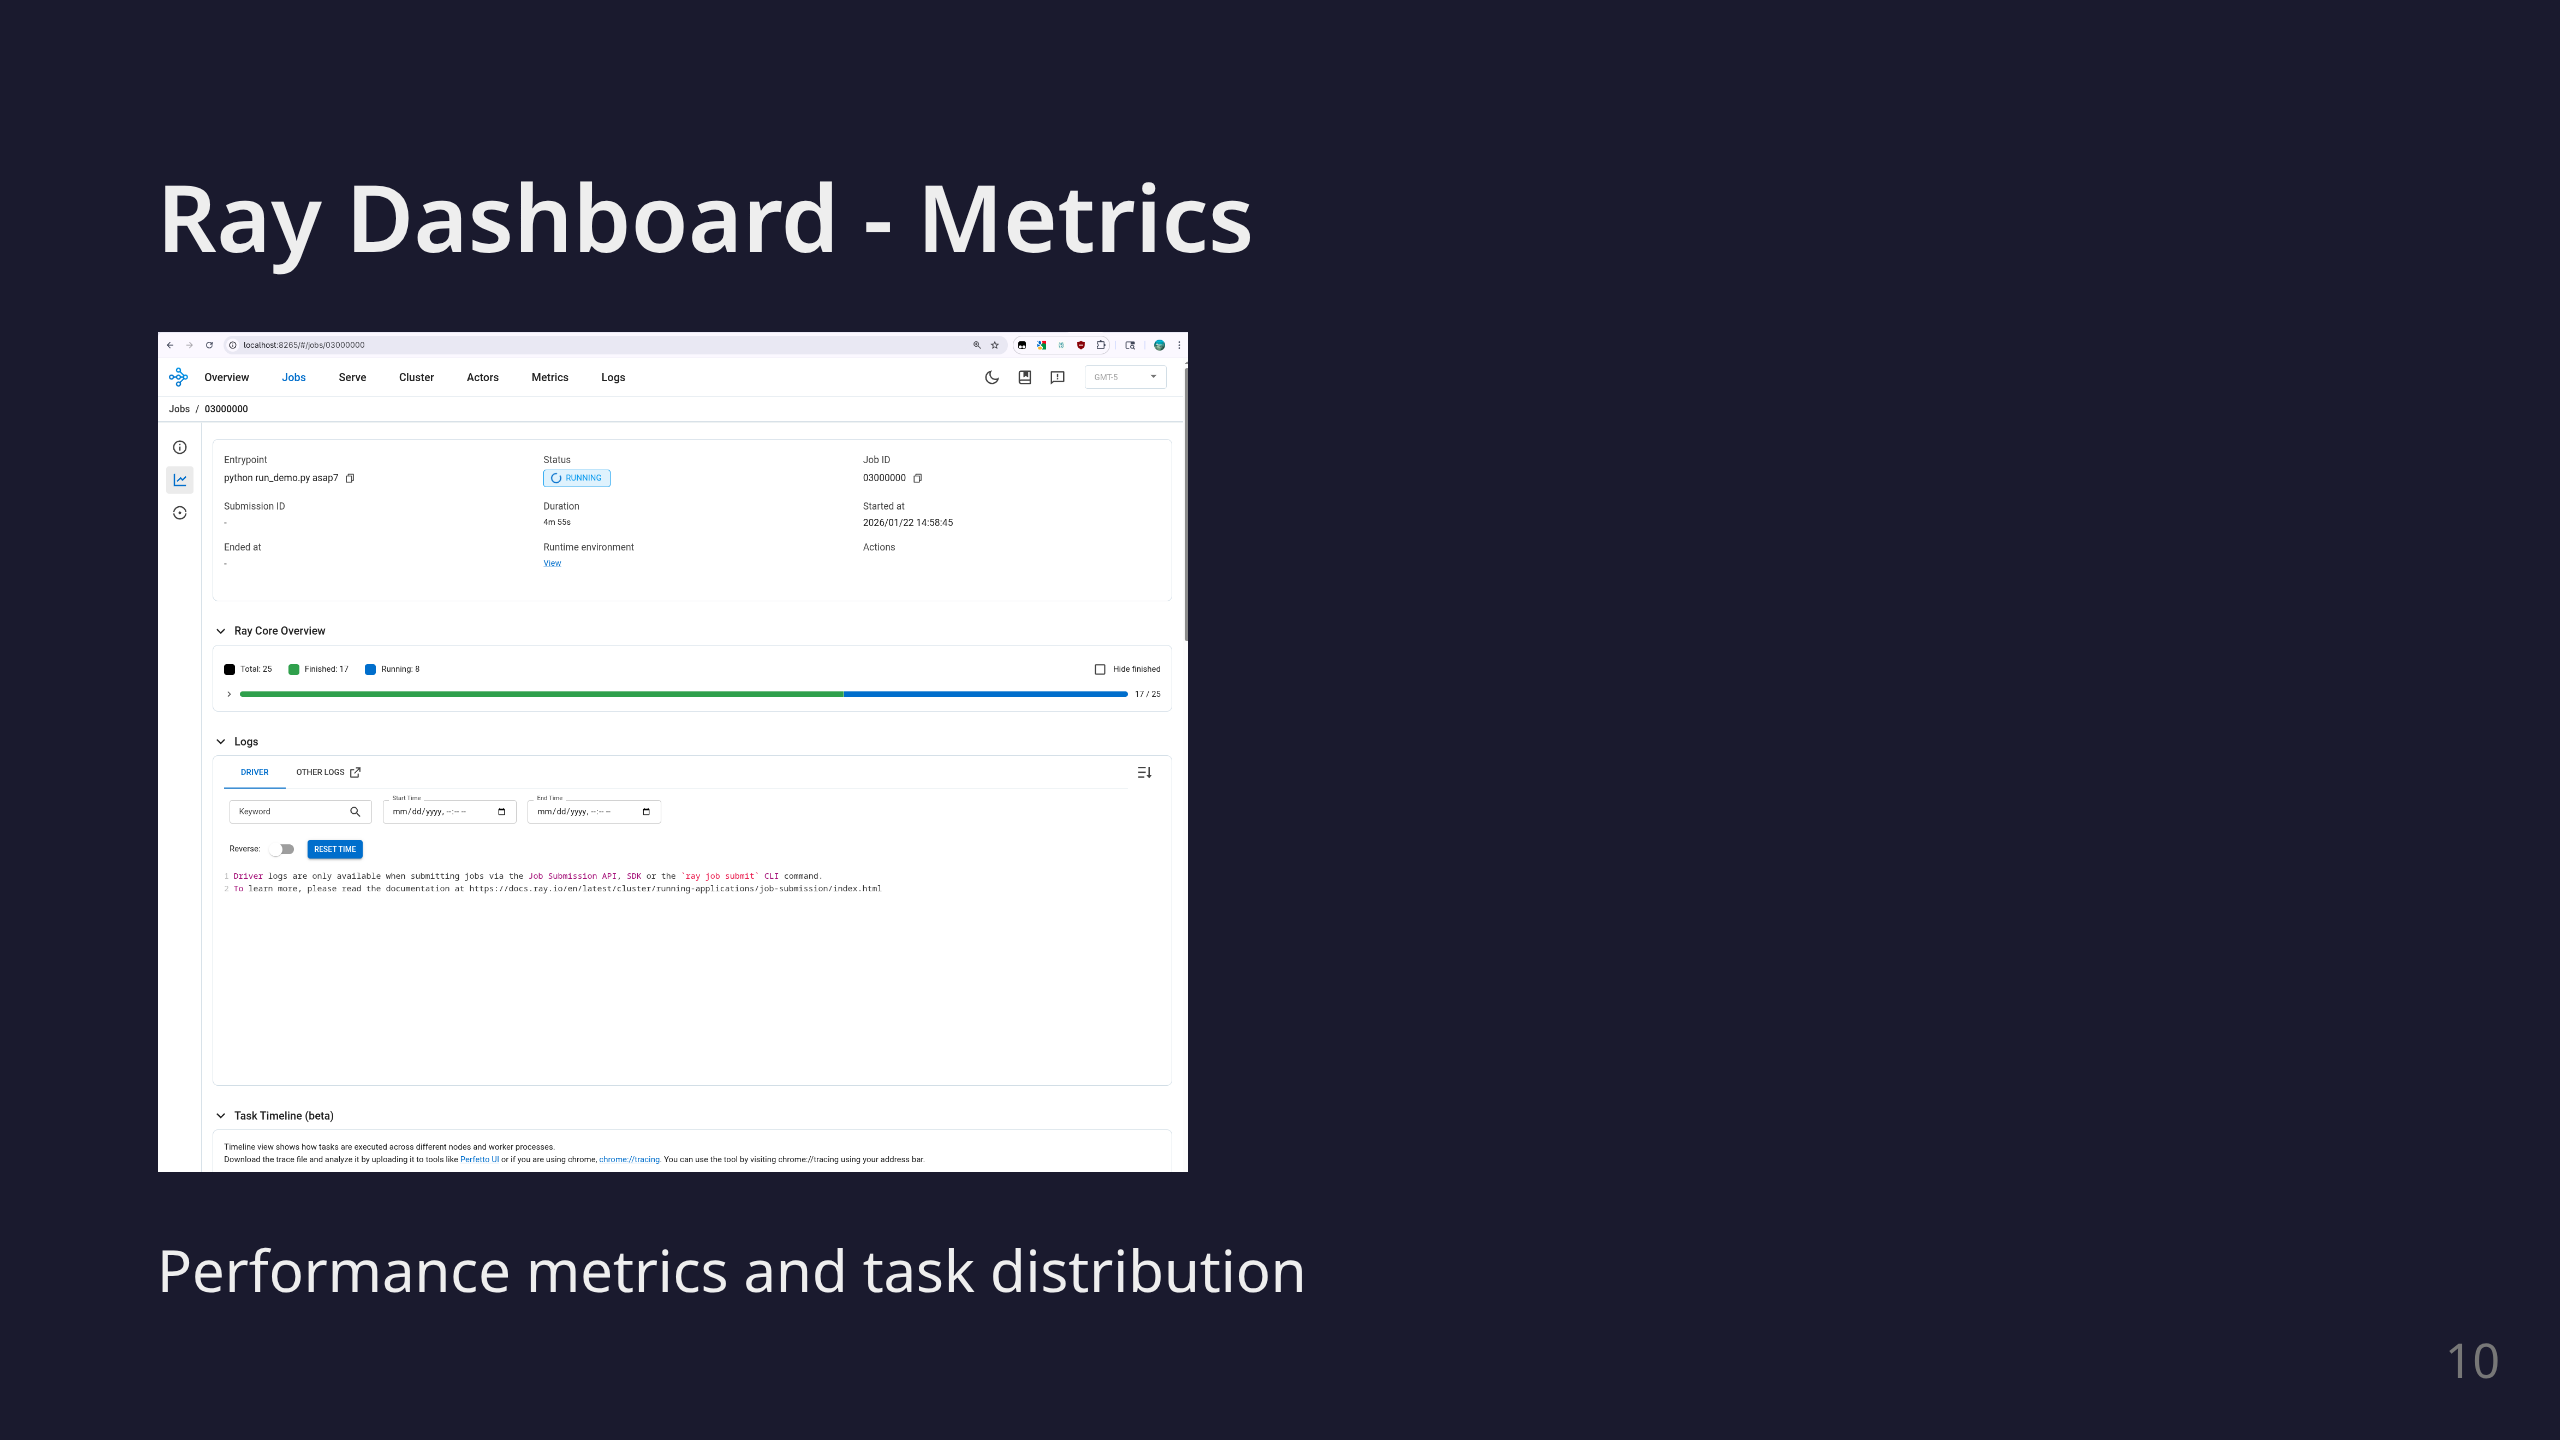 Ray Dashboard - Metrics
localhost:8265/#/jobs/03000000
Overview Jobs Serve Cluster Actors Metrics Logs GMT-5
Jobs / 03000000
Entrypoint Status Job ID
python run_demo.py asap7 RUNNING 03000000
Submission ID Duration Started at
- 4m 55s 2026/01/22 14:58:45
Ended at Runtime environment Actions
- View
Ray Core Overview
Total: 25 Finished: 17 Running: 8 Hide finished
17 / 25
Logs
DRIVER OTHER LOGS
Start Time End Time
Keyword mm/dd/yyyy, --:-- -- mm/dd/yyyy, --:-- --
Reverse: RESET TIME
1 Driver logs are only available when submitting jobs via the Job Submission API, SDK or the `ray job submit` CLI command.
2 To learn more, please read the documentation at https://docs.ray.io/en/latest/cluster/running-applications/job-submission/index.html
Task Timeline (beta)
Timeline view shows how tasks are executed across different nodes and worker processes.
Download the trace file and analyze it by uploading it to tools like Perfetto UI or if you are using chrome, chrome://tracing. You can use the tool by visiting chrome://tracing using your address bar.
Performance metrics and task distribution
10